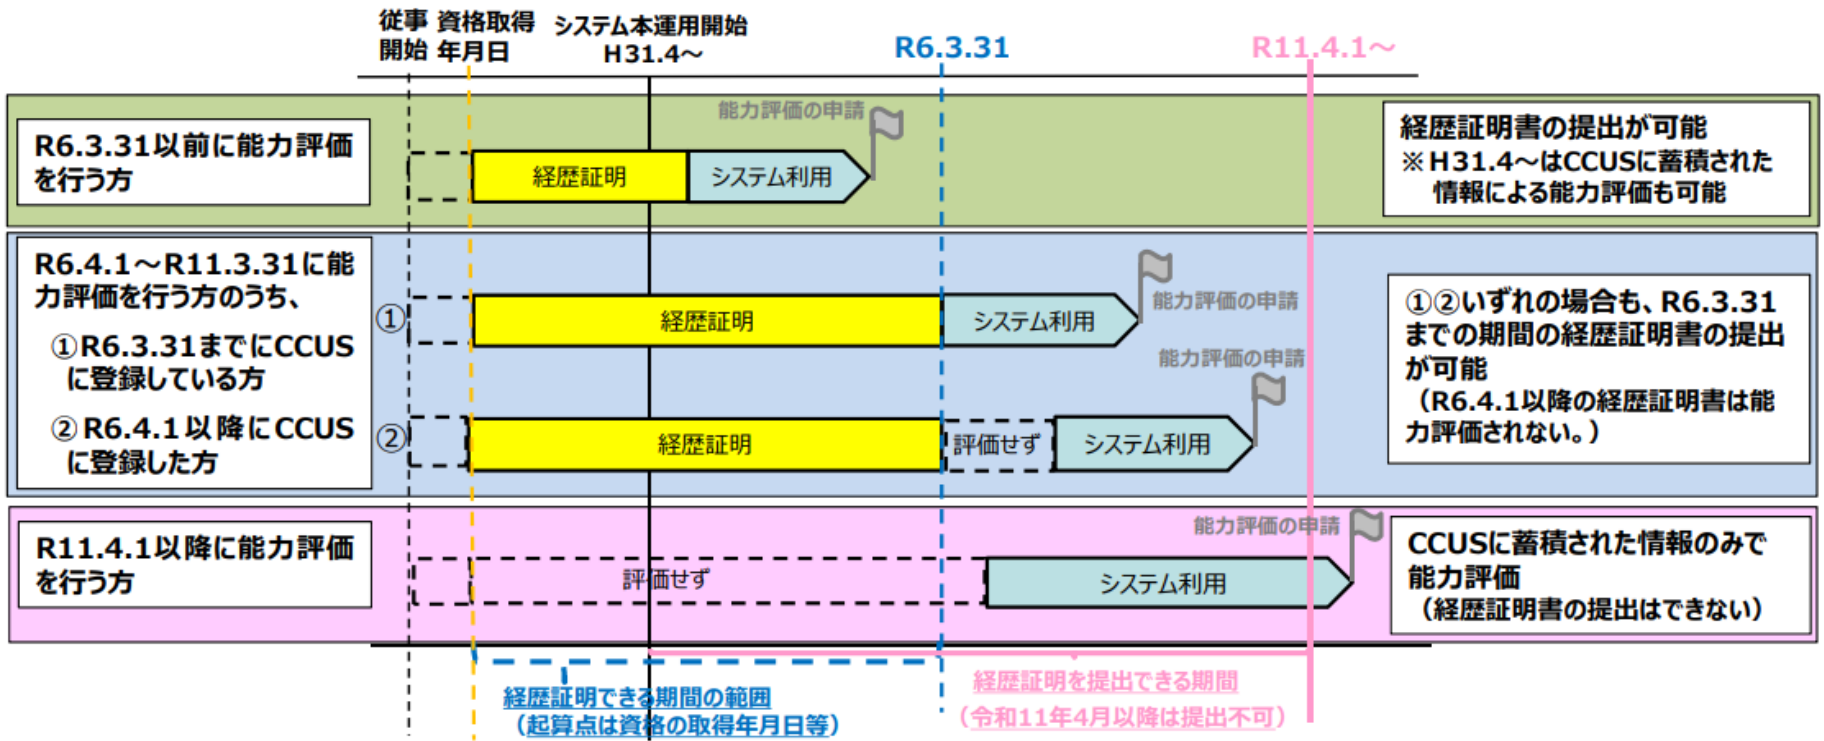 従事
開始
資格取得
年月日
システム本運用開始
H31.4～
R6.3.31
R11.4.1～
R6.3.31以前に能力評価
を行う方
経歴証明
システム利用
能力評価の申請
経歴証明書の提出が可能
※H31.4～はCCUSに蓄積された
情報による能力評価も可能
R6.4.1～R11.3.31に能
力評価を行う方のうち、
①R6.3.31までにCCUS
に登録している方
②R6.4.1以降にCCUS
に登録した方
①
経歴証明
システム利用
能力評価の申請
②
経歴証明
評価せず
システム利用
能力評価の申請
①②いずれの場合も、R6.3.31
までの期間の経歴証明書の提出
が可能
（R6.4.1以降の経歴証明書は能
力評価されない。）
R11.4.1以降に能力評価
を行う方
評価せず
システム利用
能力評価の申請
CCUSに蓄積された情報のみで
能力評価
（経歴証明書の提出はできない）
経歴証明できる期間の範囲
（起算点は資格の取得年月日等）
経歴証明を提出できる期間
（令和11年4月以降は提出不可）